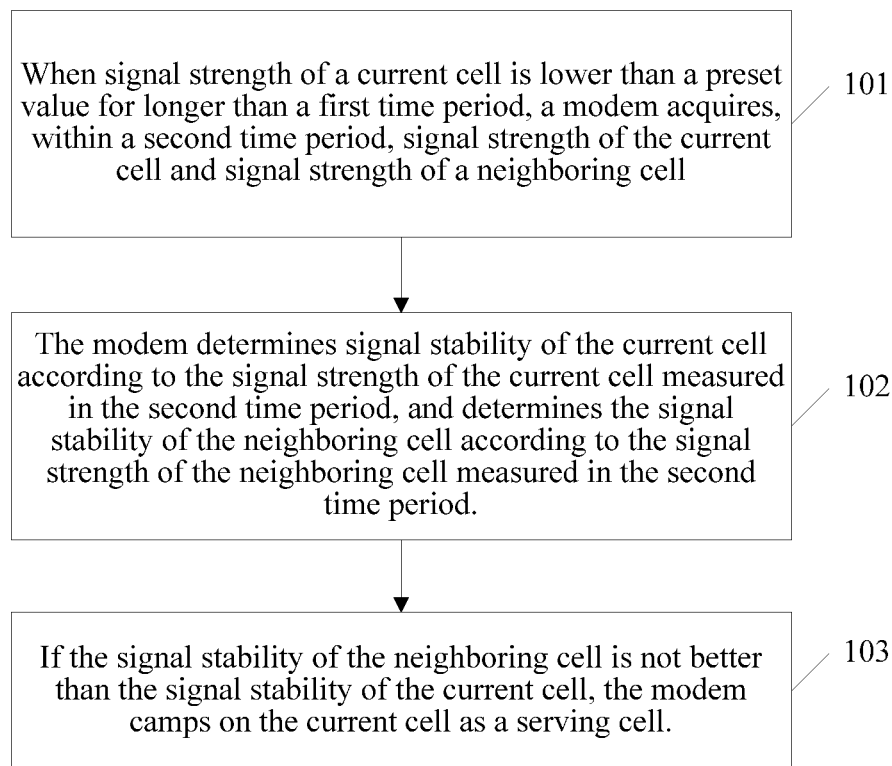 When signal strength of a current cell is lower than a preset
value for longer than a first time period, a modem acquires,
within a second time period, signal strength of the current
cell and signal strength of a neighboring cell
101
The modem determines signal stability of the current cell
according to the signal strength of the current cell measured
in the second time period, and determines the signal
stability of the neighboring cell according to the signal
strength of the neighboring cell measured in the second
time period.
102
If the signal stability of the neighboring cell is not better
than the signal stability of the current cell, the modem
camps on the current cell as a serving cell.
103